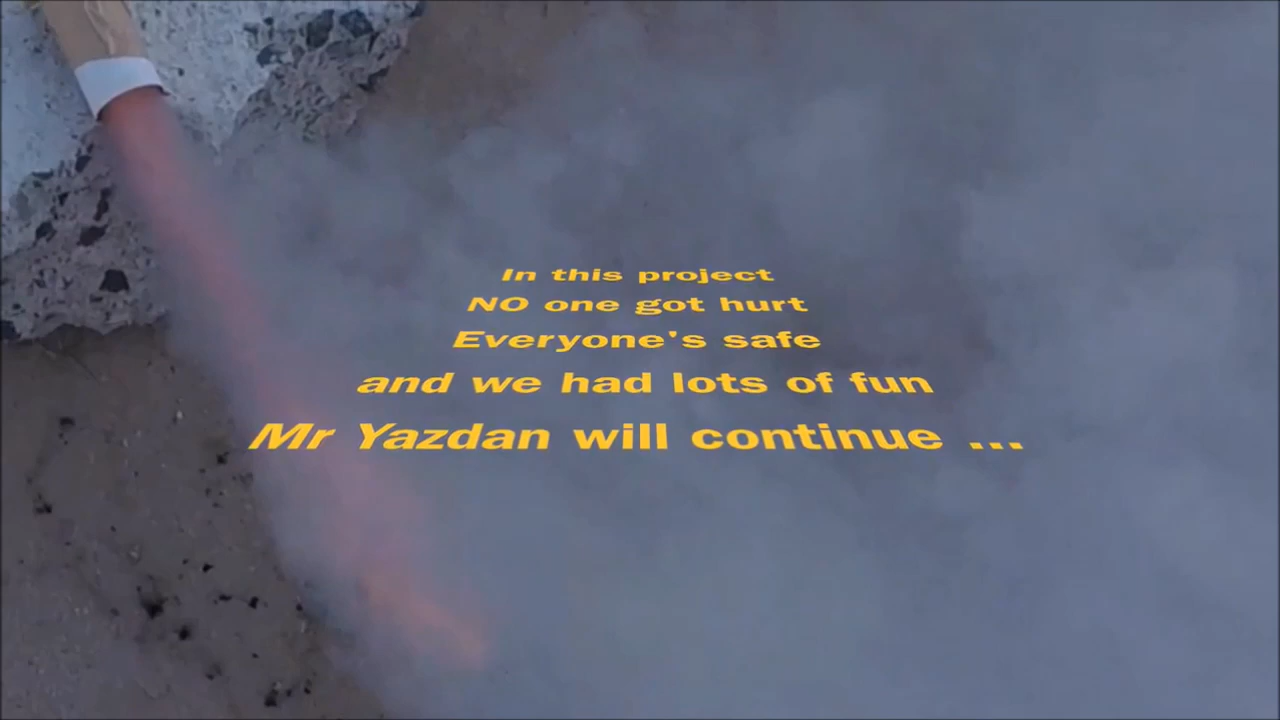 In this project
NO one got hurt
Everyone's safe
and we had lots of fun
Mr Yazdan will continue ...